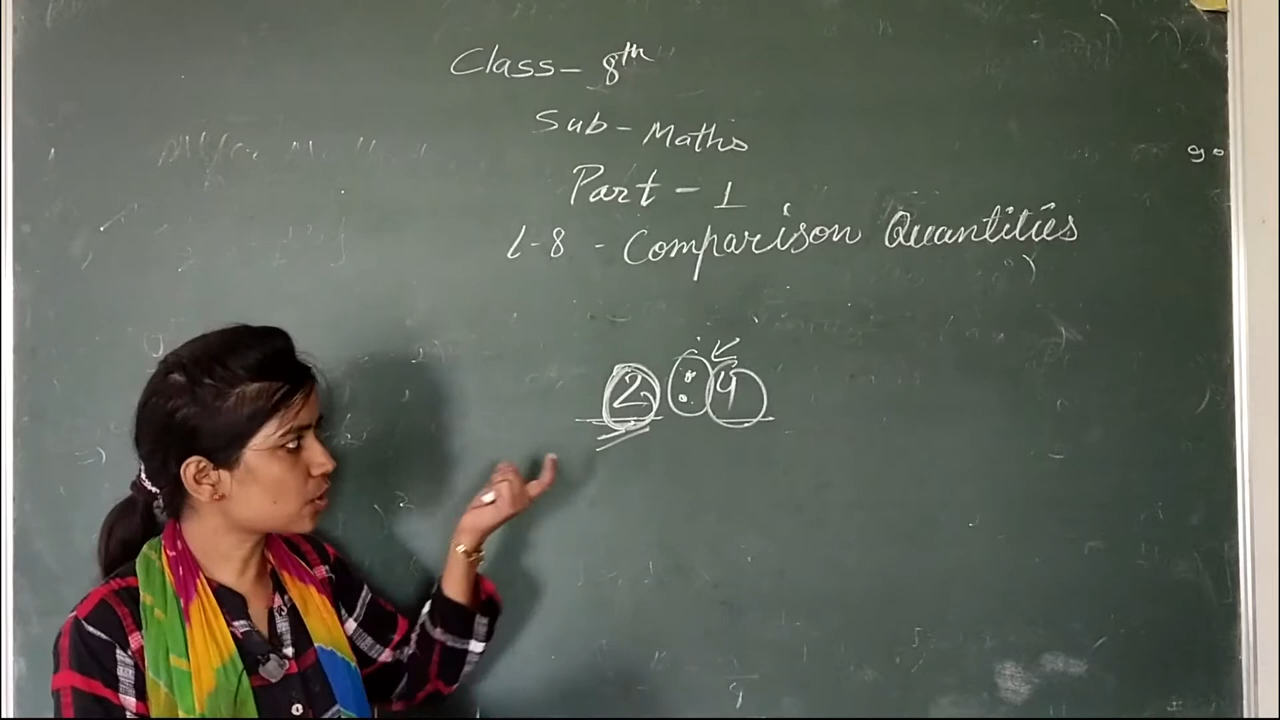 Class - 8th
Sub - Maths
Part - 1
L-8 - Comparison Quantities
2 : 4